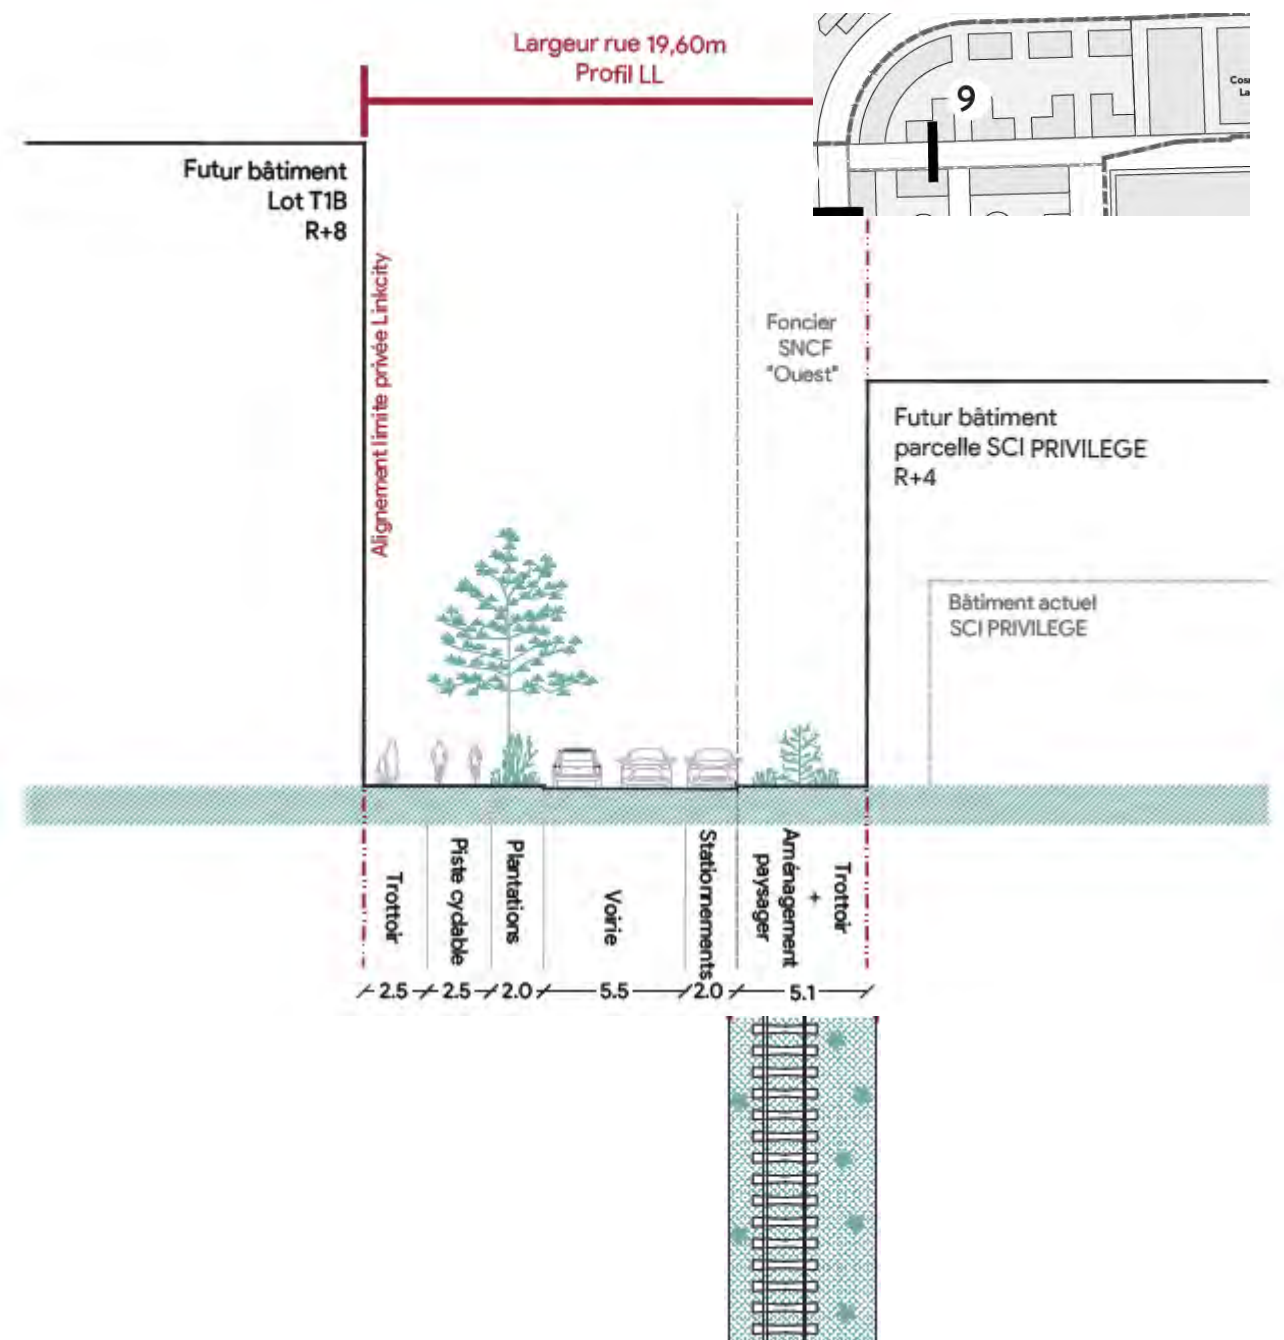 Largeur rue 19,60m
Profil LL
9
Futur bâtiment
Lot T1B
R+8
Alignement limite privée Linkcity
Foncier
SNCF
"Ouest"
Futur bâtiment
parcelle SCI PRIVILEGE
R+4
Bâtiment actuel
SCI PRIVILEGE
Trottoir
Piste cyclable
Plantations
Voirie
Stationnements
Trottoir
+
Aménagement
paysager
2.5 2.5 2.0 5.5 2.0 5.1